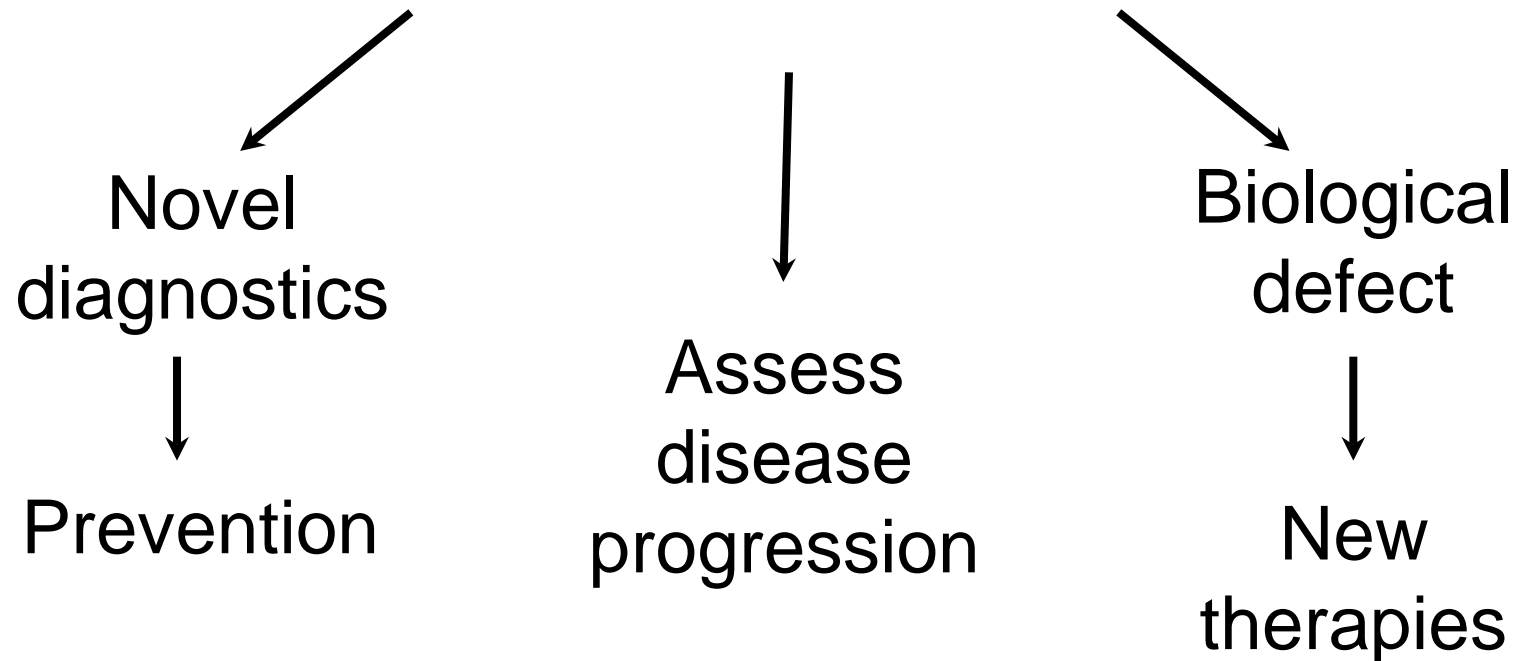 Novel
diagnostics
Prevention
Assess
disease
progression
Biological
defect
New
therapies